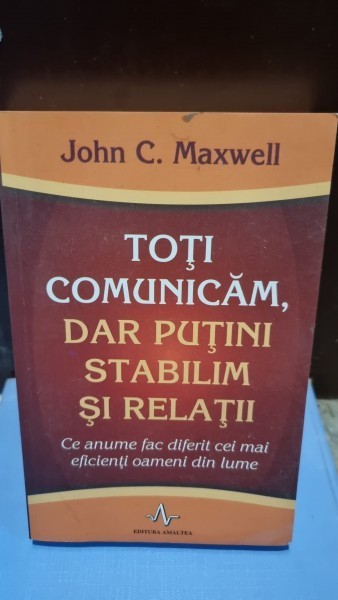 John C. Maxwell
TOŢI
COMUNICĂM,
DAR PUŢINI
STABILIM
ŞI RELAŢII
Ce anume fac diferit cei mai
eficienţi oameni din lume
EDITURA AMALTEA